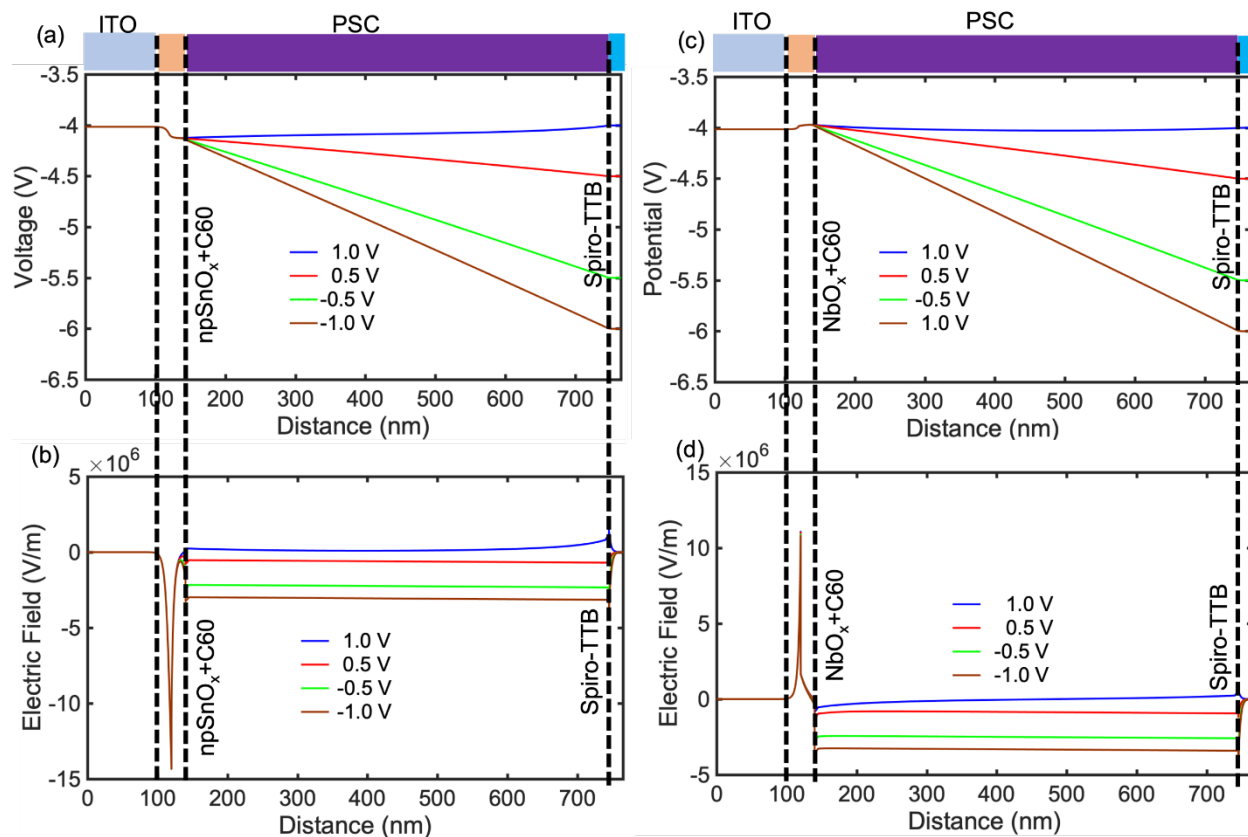 ITO
PSC
(a)
-3.5
-4
-4.5
-5
-5.5
-6
-6.5
Voltage (V)
1.0 V
0.5 V
-0.5 V
-1.0 V
npSnOx+C60
Spiro-TTB
0 100 200 300 400 500 600 700
Distance (nm)
(b)
×10⁶
5
0
-5
-10
-15
Electric Field (V/m)
1.0 V
0.5 V
-0.5 V
-1.0 V
npSnOx+C60
Spiro-TTB
0 100 200 300 400 500 600 700
Distance (nm)
ITO
PSC
(c)
-3.5
-4
-4.5
-5
-5.5
-6
-6.5
Potential (V)
1.0 V
0.5 V
-0.5 V
1.0 V
NbOx+C60
Spiro-TTB
0 100 200 300 400 500 600 700
Distance (nm)
(d)
×10⁶
15
10
5
0
-5
Electric Field (V/m)
1.0 V
0.5 V
-0.5 V
-1.0 V
NbOx+C60
Spiro-TTB
0 100 200 300 400 500 600 700
Distance (nm)